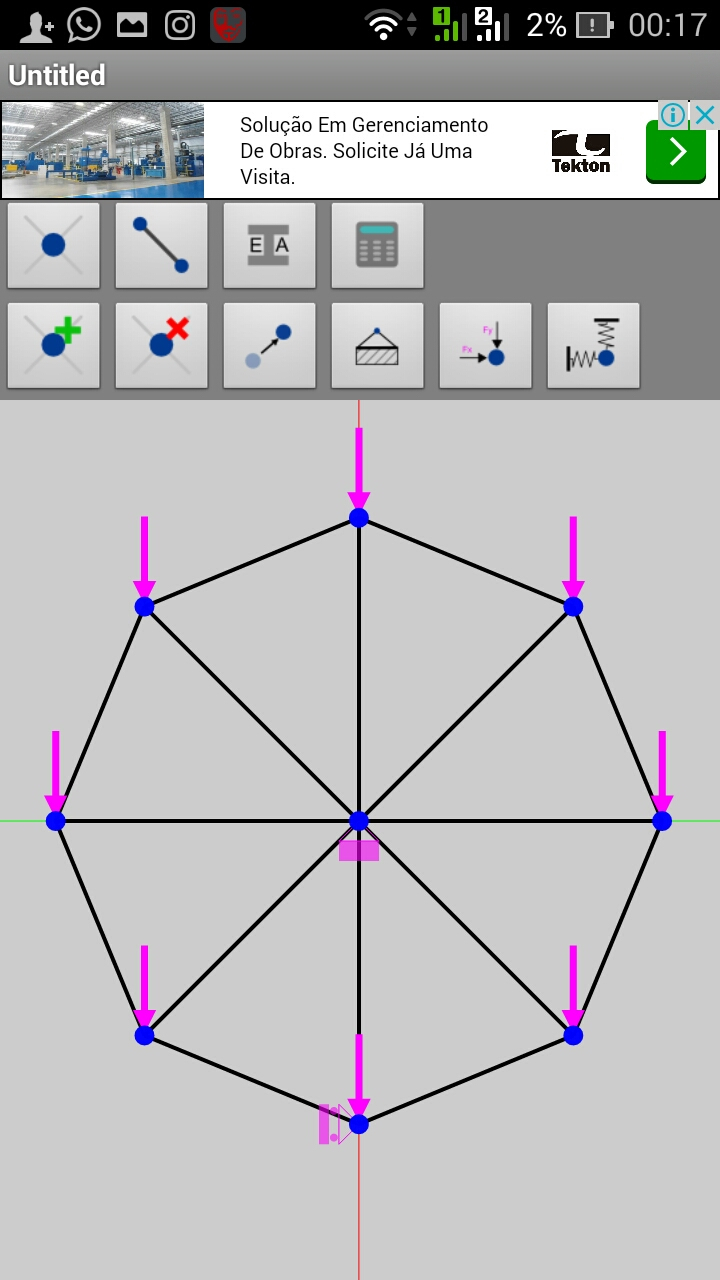 1 2 2% 00:17
Untitled
Solução Em Gerenciamento
De Obras. Solicite Já Uma
Visita.
Tekton
E A
Fy
Fx